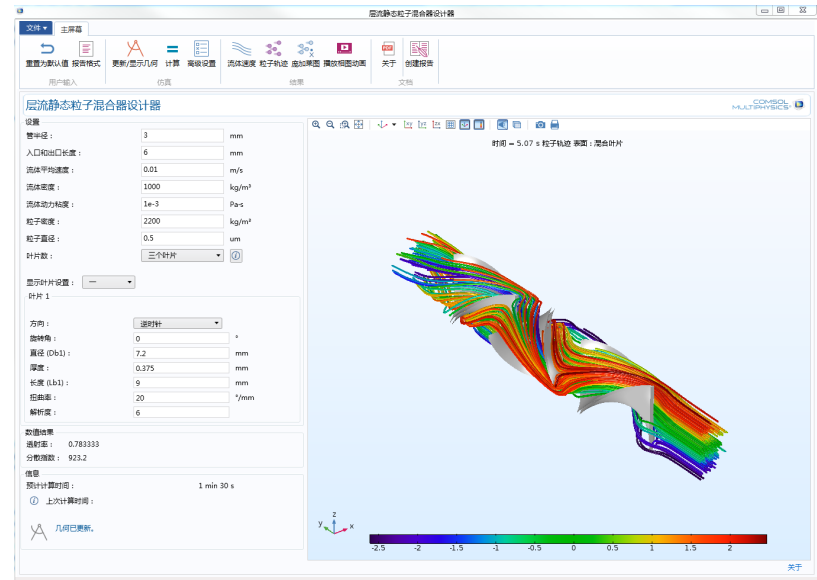 层流静态粒子混合器设计器
文件▼ 主屏幕
重置为默认值 报告格式 更新/显示几何 计算 高级设置 流体速度 粒子轨迹 庞加莱图 播放相图动画 关于 创建报告
用户输入 仿真 结果 文档
层流静态粒子混合器设计器
COMSOL
MULTIPHYSICS®
设置
管半径： 3 mm
入口和出口长度： 6 mm
流体平均速度： 0.01 m/s
流体密度： 1000 kg/m³
流体动力粘度： 1e-3 Pa·s
粒子密度： 2200 kg/m³
粒子直径： 0.5 um
叶片数： 三个叶片
显示叶片设置： 一
叶片 1
方向： 逆时针
旋转角： 0 °
直径 (Db1)： 7.2 mm
厚度： 0.375 mm
长度 (Lb1)： 9 mm
扭曲率： 20 °/mm
解析度： 6
数值结果
透射率： 0.783333
分散指数： 923.2
信息
预计计算时间： 1 min 30 s
上次计算时间：
几何已更新。
时间 = 5.07 s 粒子轨迹 表面：混合叶片
z
y x
-2.5 -2 -1.5 -1 -0.5 0 0.5 1 1.5 2
关于